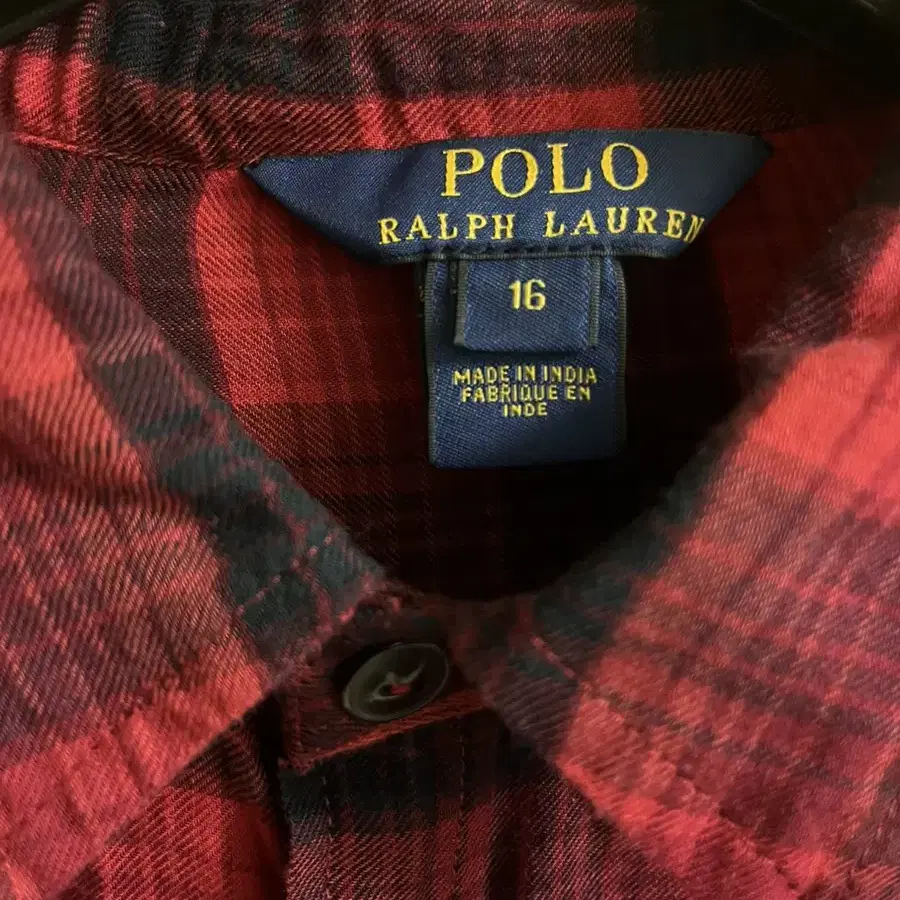 POLO
RALPH LAUREN
16
MADE IN INDIA
FABRIQUE EN
INDE